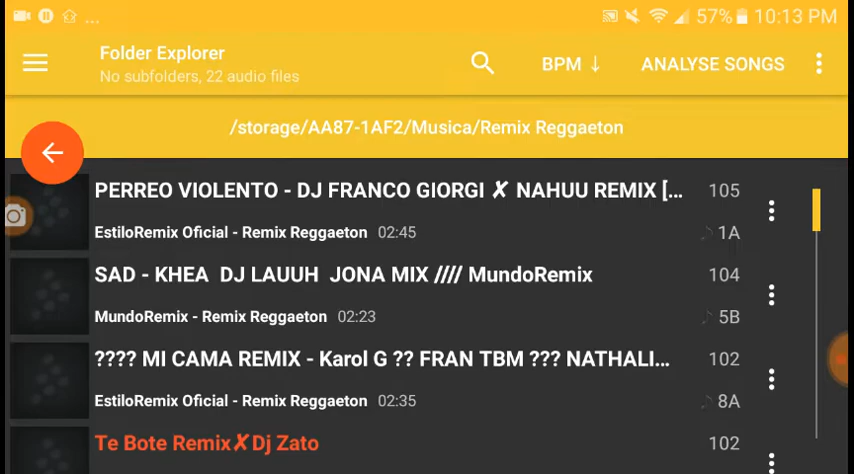 ... 57% 10:13 PM
Folder Explorer
No subfolders, 22 audio files
BPM ↓ ANALYSE SONGS
/storage/AA87-1AF2/Musica/Remix Reggaeton
PERREO VIOLENTO - DJ FRANCO GIORGI ✘ NAHUU REMIX [... 105
EstiloRemix Oficial - Remix Reggaeton 02:45 1A
SAD - KHEA DJ LAUUH JONA MIX //// MundoRemix 104
MundoRemix - Remix Reggaeton 02:23 5B
???? MI CAMA REMIX - Karol G ?? FRAN TBM ??? NATHALI... 102
EstiloRemix Oficial - Remix Reggaeton 02:35 8A
Te Bote Remix✘Dj Zato 102